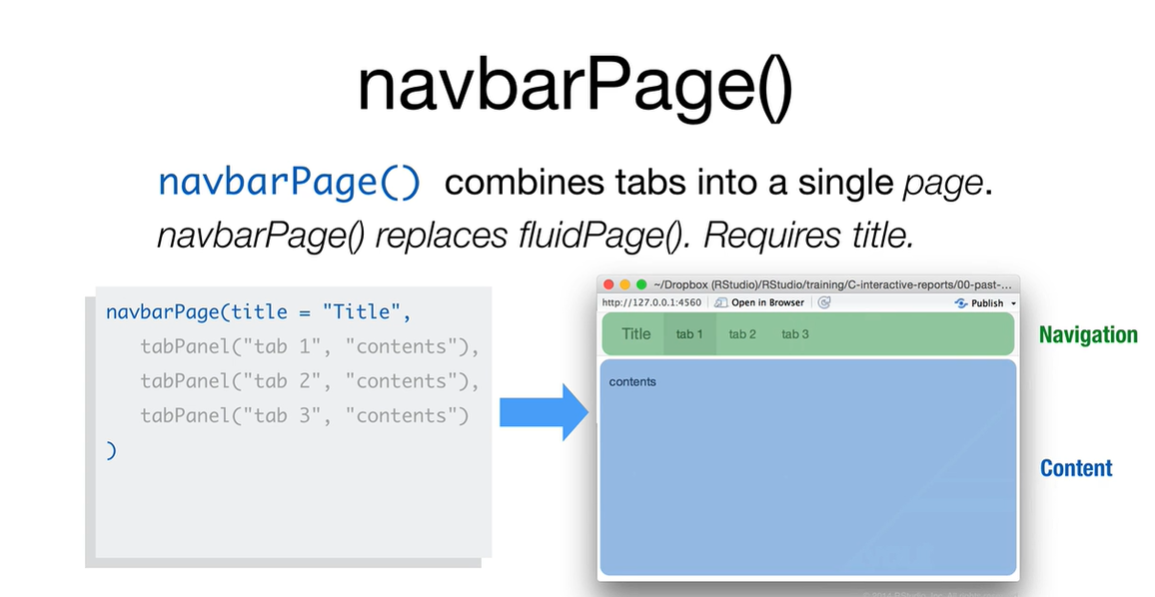 navbarPage()
navbarPage() combines tabs into a single page.
navbarPage() replaces fluidPage(). Requires title.
navbarPage(title = "Title",
tabPanel("tab 1", "contents"),
tabPanel("tab 2", "contents"),
tabPanel("tab 3", "contents")
)
~/Dropbox (RStudio)/RStudio/training/C-interactive-reports/00-past-...
http://127.0.0.1:4560 Open in Browser Publish
Title tab 1 tab 2 tab 3
contents
Navigation
Content